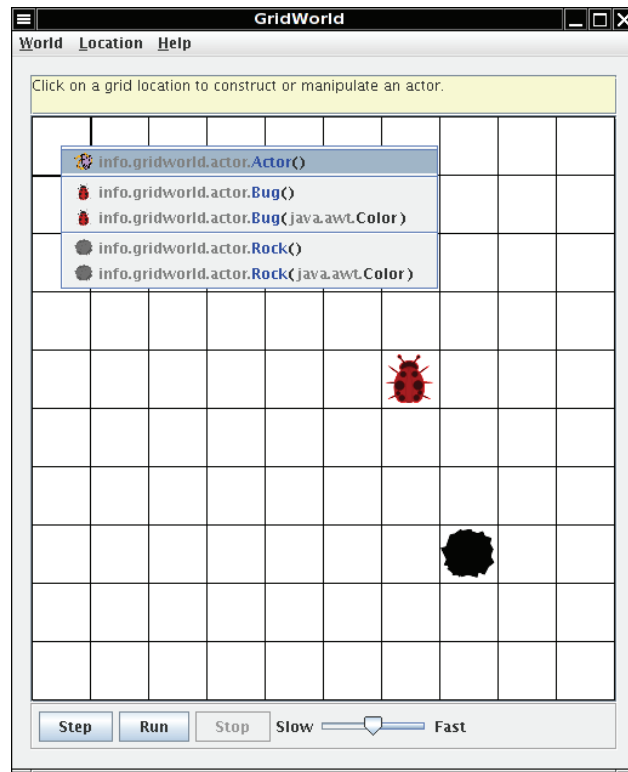 GridWorld
World Location Help
Click on a grid location to construct or manipulate an actor.
info.gridworld.actor.Actor()
info.gridworld.actor.Bug()
info.gridworld.actor.Bug(java.awt.Color)
info.gridworld.actor.Rock()
info.gridworld.actor.Rock(java.awt.Color)
Step Run Stop Slow Fast